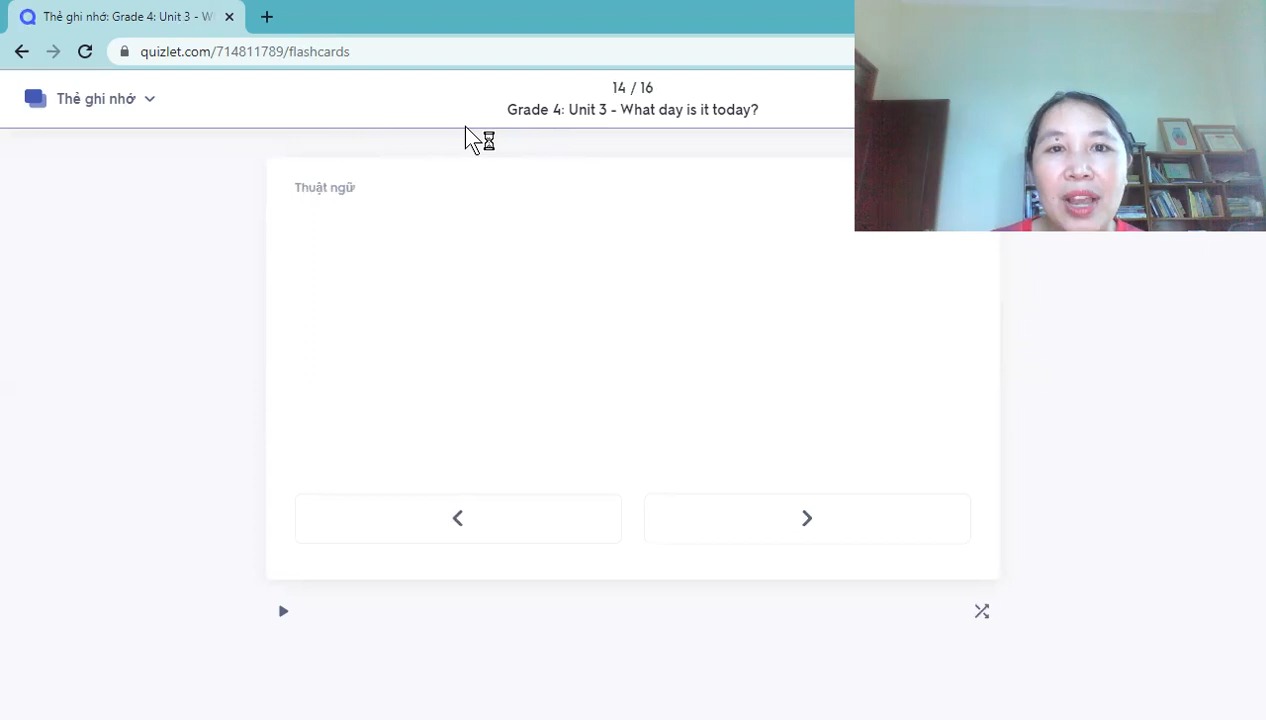 Thẻ ghi nhớ: Grade 4: Unit 3 - W
quizlet.com/714811789/flashcards
Thẻ ghi nhớ
14 / 16
Grade 4: Unit 3 - What day is it today?
Thuật ngữ